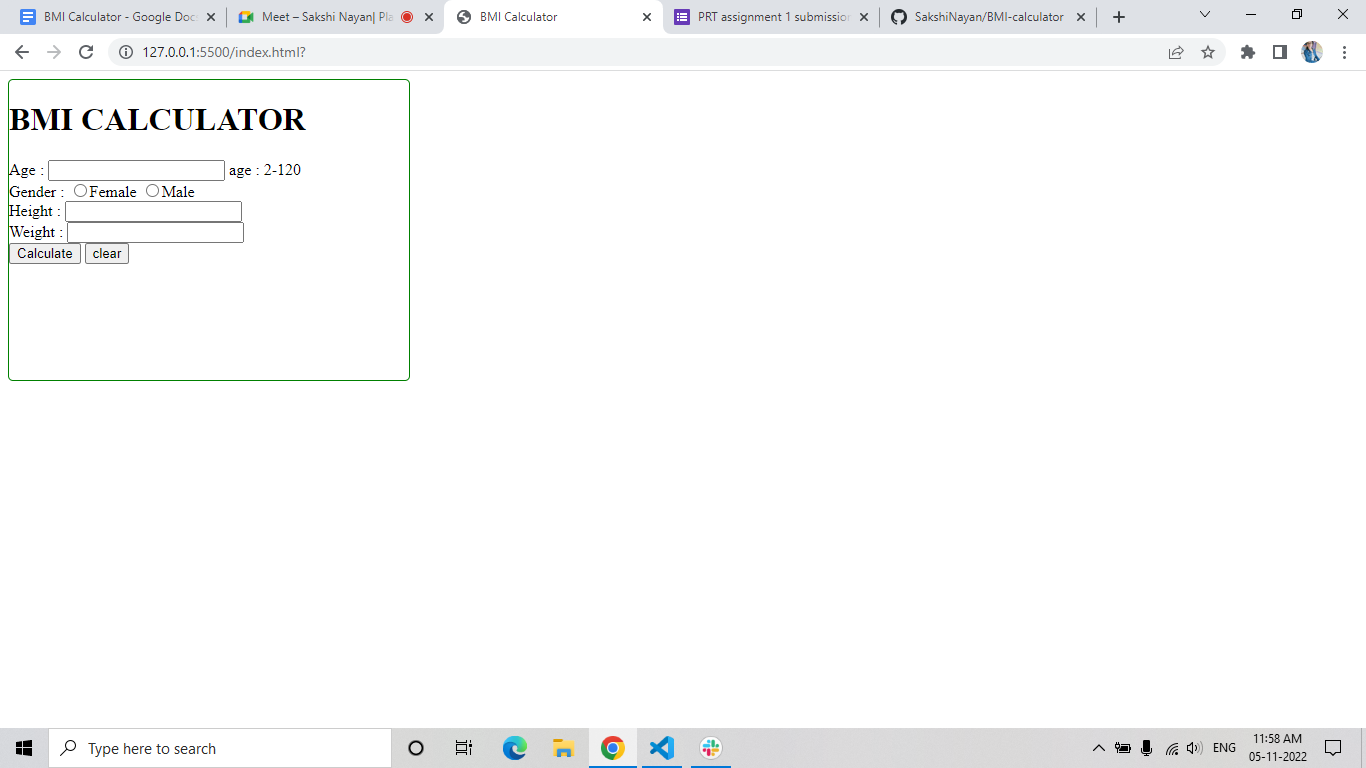 BMI Calculator - Google Doc
Meet – Sakshi Nayan| Pla
BMI Calculator
PRT assignment 1 submission
SakshiNayan/BMI-calculator
127.0.0.1:5500/index.html?
BMI CALCULATOR
Age : age : 2-120
Gender : Female Male
Height :
Weight :
Calculate clear
Type here to search
ENG
11:58 AM
05-11-2022